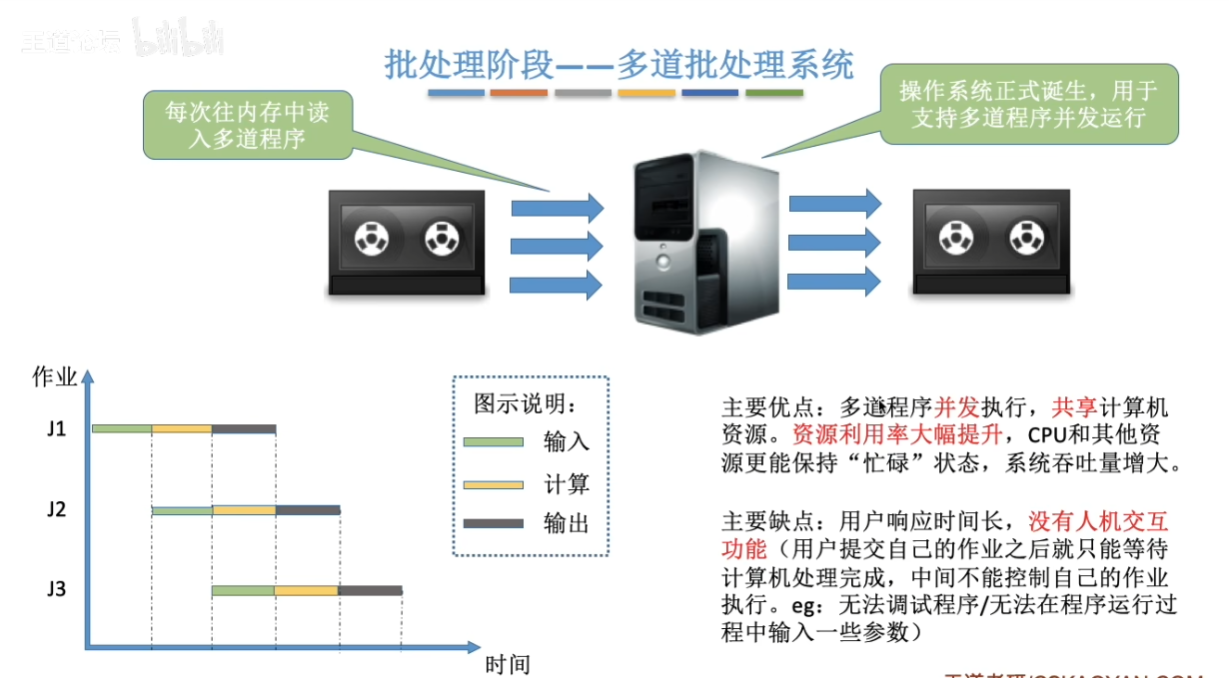 王道论坛 bilibili
批处理阶段——多道批处理系统
每次往内存中读
入多道程序
操作系统正式诞生，用于
支持多道程序并发运行
作业
J1
J2
J3
时间
图示说明：
输入
计算
输出
主要优点：多道程序并发执行，共享计算机
资源。资源利用率大幅提升，CPU和其他资
源更能保持“忙碌”状态，系统吞吐量增大。
主要缺点：用户响应时间长，没有人机交互
功能（用户提交自己的作业之后就只能等待
计算机处理完成，中间不能控制自己的作业
执行。eg：无法调试程序/无法在程序运行过
程中输入一些参数）